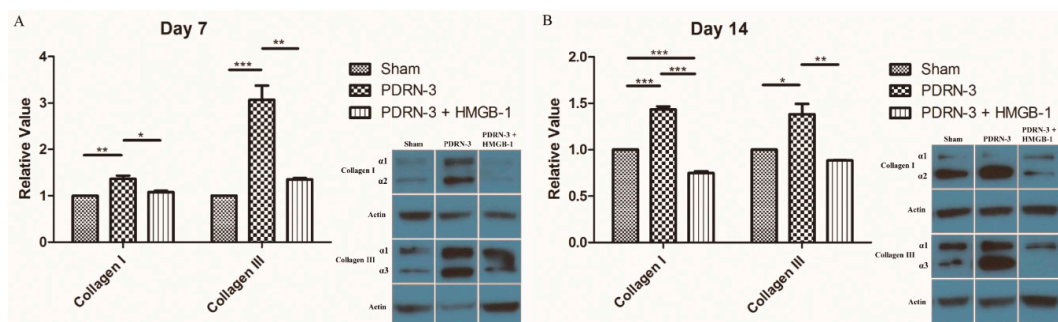 A
Day 7
Relative Value
4
3
2
1
0
**
*
***
**
Collagen I
Collagen III
Sham
PDRN-3
PDRN-3 + HMGB-1
Sham
PDRN-3
PDRN-3 +
HMGB-1
Collagen I
α1
α2
Actin
Collagen III
α1
α3
Actin
B
Day 14
Relative Value
2.0
1.5
1.0
0.5
0.0
***
***
***
*
**
Collagen I
Collagen III
Sham
PDRN-3
PDRN-3 + HMGB-1
Sham
PDRN-3
PDRN-3 +
HMGB-1
Collagen I
α1
α2
Actin
Collagen III
α1
α3
Actin